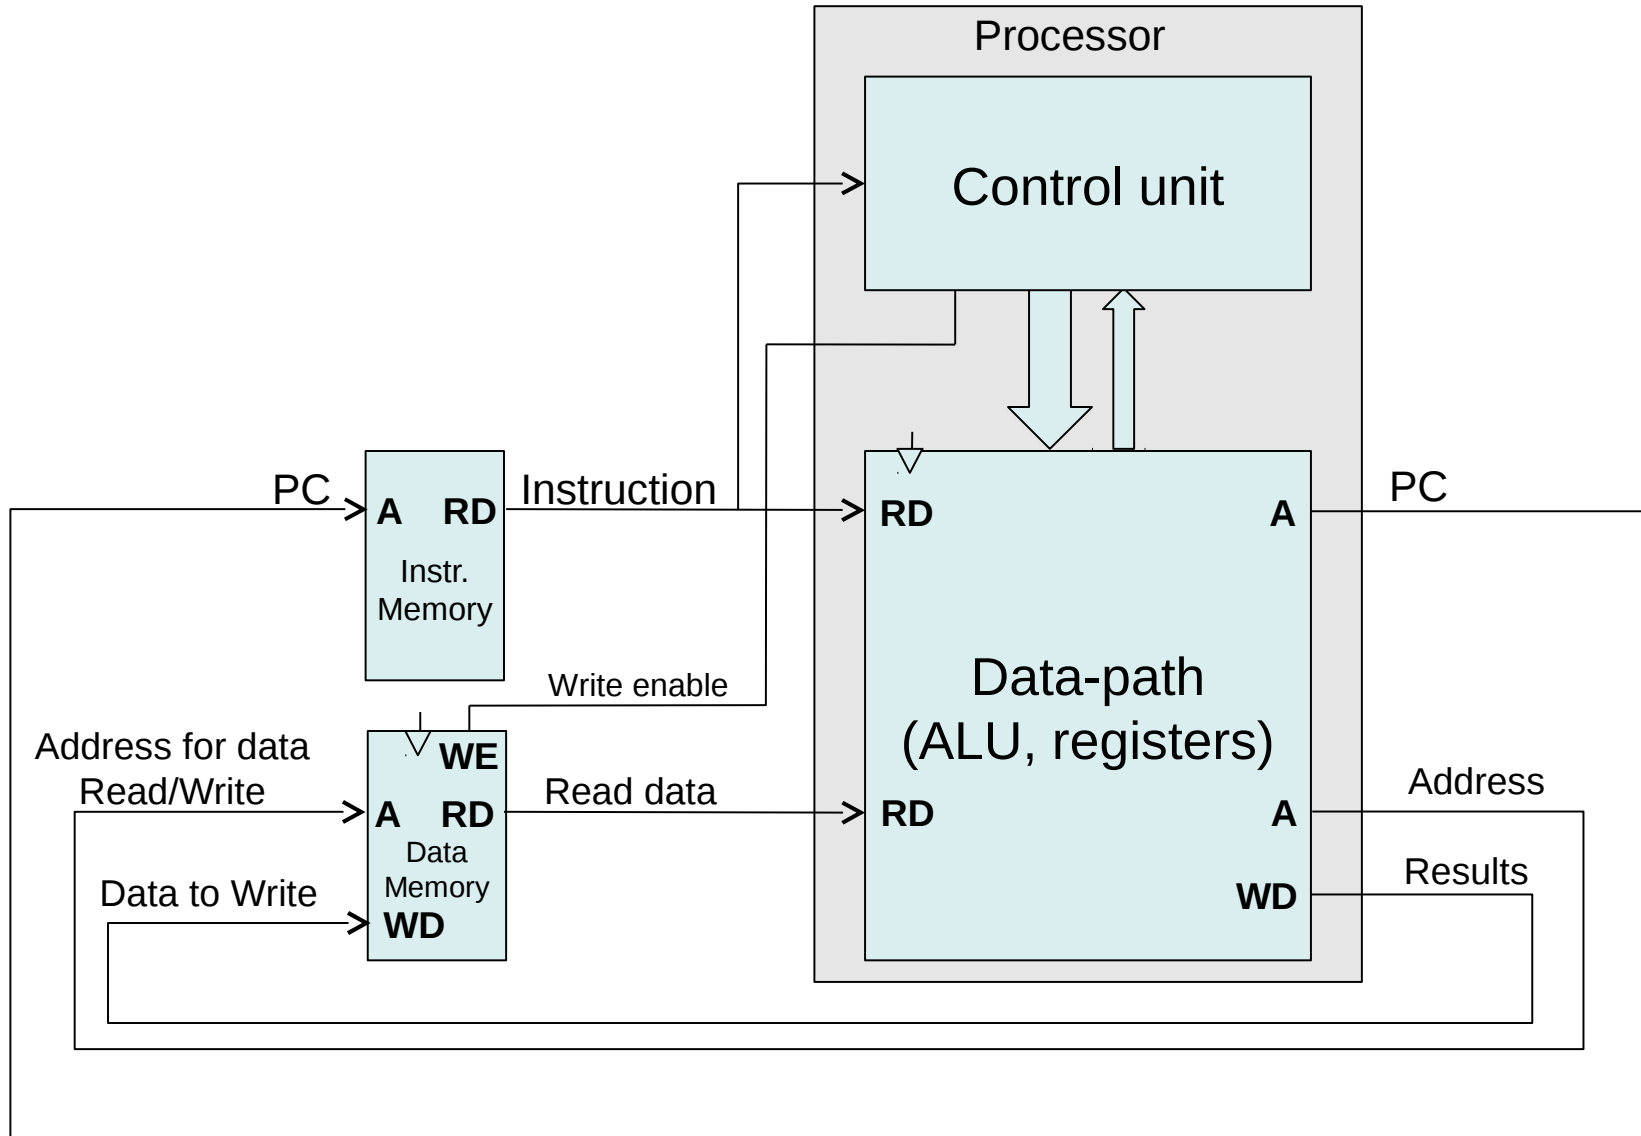 Processor
Control unit
PC
A
RD
Instr.
Memory
Instruction
RD
A
PC
Data-path
(ALU, registers)
Write enable
Address for data
Read/Write
WE
A
RD
Data
Memory
WD
Read data
RD
A
Address
Data to Write
WD
Results